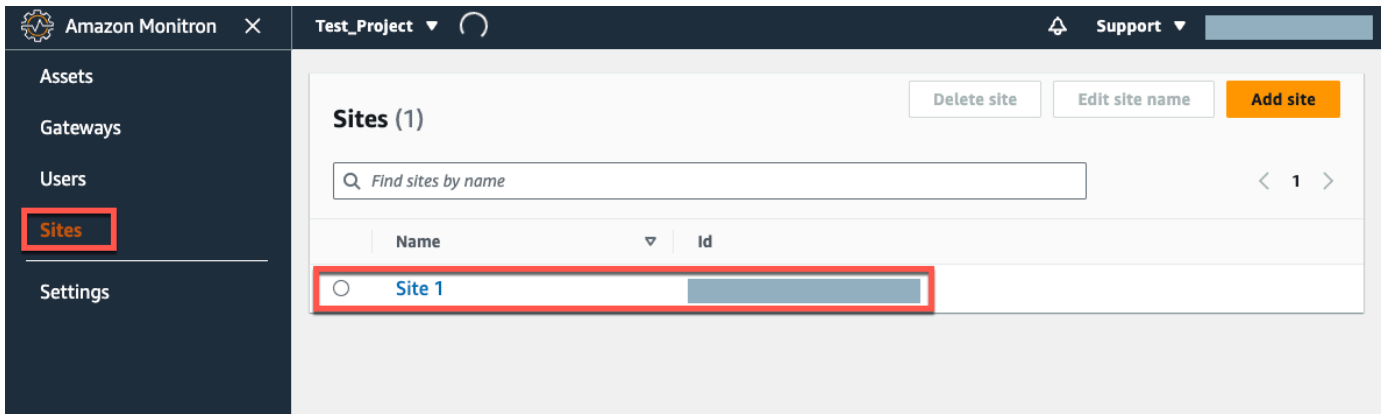 Amazon Monitron
Test_Project
Support
Assets
Gateways
Users
Sites
Settings
Sites (1)
Delete site
Edit site name
Add site
Find sites by name
1
Name
Id
Site 1